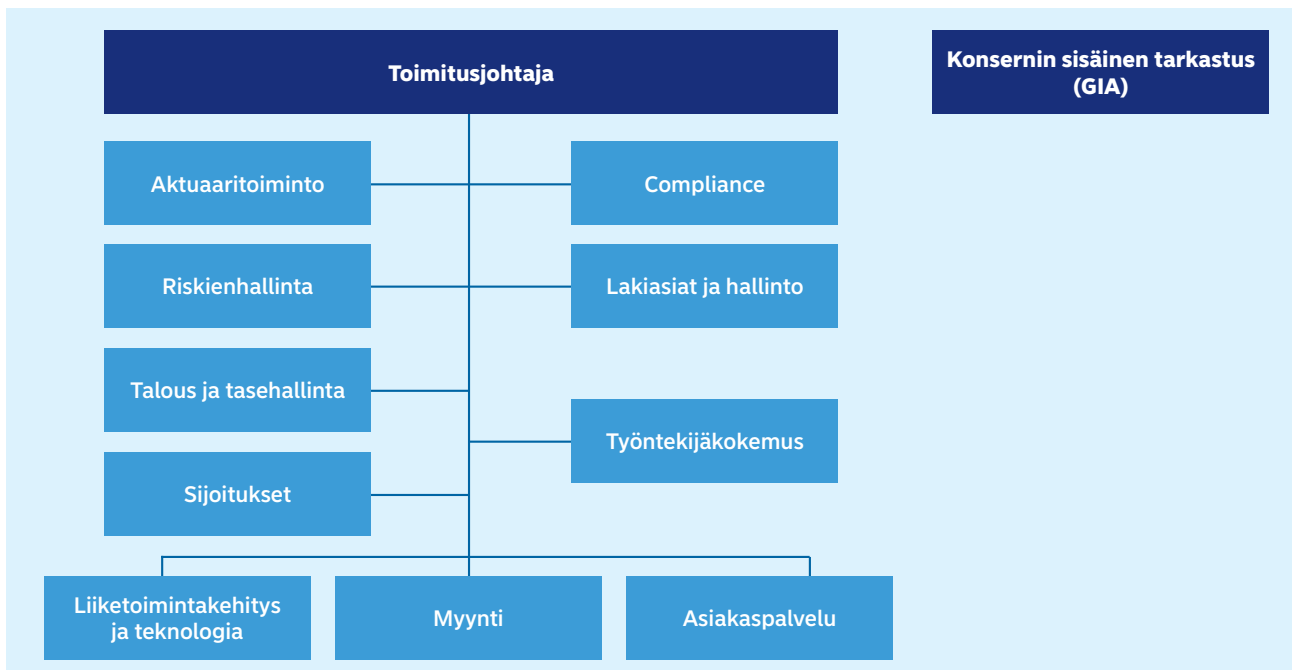 Toimitusjohtaja
Konsernin sisäinen tarkastus
(GIA)
Aktuaaritoiminto
Compliance
Riskienhallinta
Lakiasiat ja hallinto
Talous ja tasehallinta
Työntekijäkokemus
Sijoitukset
Liiketoimintakehitys
ja teknologia
Myynti
Asiakaspalvelu